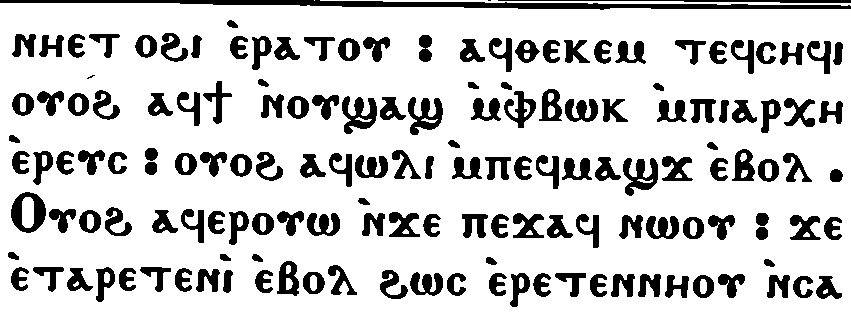 ⲛⲏⲉⲧ ⲟϩⲓ ⲉ̀ⲣⲁⲧⲟⲩ : ⲁϥⲑⲉⲕⲉⲙ ⲧⲉϥⲥⲏϥⲓ
ⲟⲩⲟϩ ⲁϥϯ ⲛ̀ⲟⲩϣⲁϣ ⲙ̀ⲫ̀ⲃⲱⲕ ⲙ̀ⲡⲓⲁⲣⲭⲏ
ⲉ̀ⲣⲉⲩⲥ : ⲟⲩⲟϩ ⲁϥⲱⲗⲓ ⲙ̀ⲡⲉϥⲙⲁϣϫ ⲉ̀ⲃⲟⲗ .
Ⲟⲩⲟϩ ⲁϥⲉⲣⲟⲩⲱ ⲛ̀ϫⲉ ⲡⲉϫⲁϥ ⲛⲱⲟⲩ : ϫⲉ
ⲉ̀ⲧⲁⲣⲉⲧⲉⲛⲓ̀ ⲉ̀ⲃⲟⲗ ϩⲱⲥ ⲉ̀ⲣⲉⲧⲉⲛⲛⲏⲟⲩ ⲛ̀ⲥⲁ